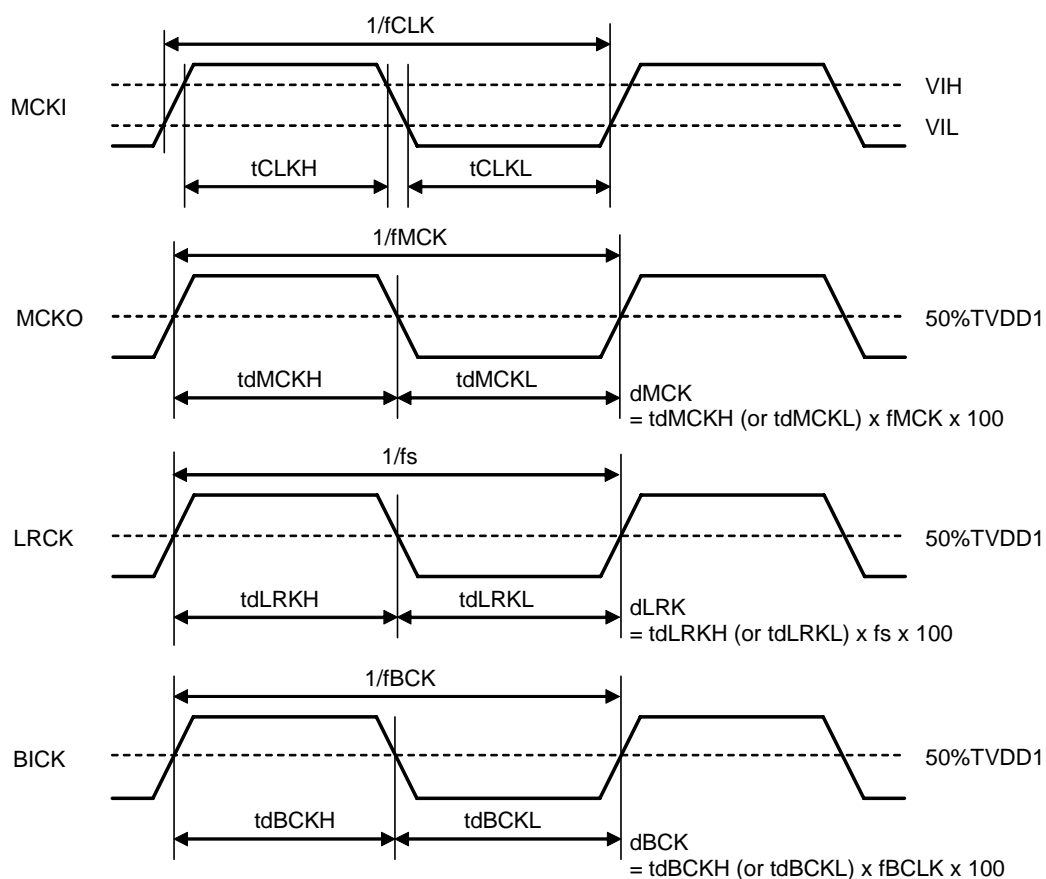 1/fCLK
MCKI
VIH
VIL
tCLKH
tCLKL
1/fMCK
MCKO
50%TVDD1
tdMCKH
tdMCKL
dMCK
= tdMCKH (or tdMCKL) x fMCK x 100
1/fs
LRCK
50%TVDD1
tdLRKH
tdLRKL
dLRK
= tdLRKH (or tdLRKL) x fs x 100
1/fBCK
BICK
50%TVDD1
tdBCKH
tdBCKL
dBCK
= tdBCKH (or tdBCKL) x fBCLK x 100